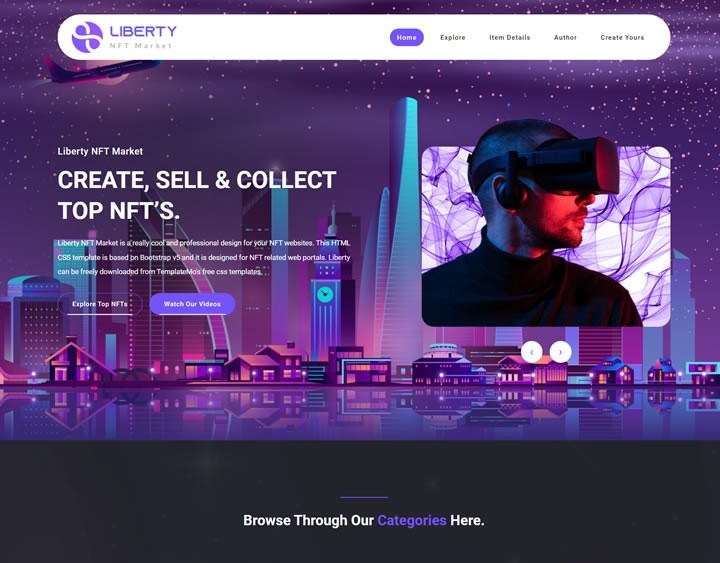 LIBERTY
NFT Market
Home
Explore
Item Details
Author
Create Yours
Liberty NFT Market
CREATE, SELL & COLLECT
TOP NFT'S.
Liberty NFT Market is a really cool and professional design for your NFT websites. This HTML
CSS template is based on Bootstrap v5 and it is designed for NFT related web portals. Liberty
can be freely downloaded from TemplateMo's free css templates.
Explore Top NFTs
Watch Our Videos
Browse Through Our Categories Here.